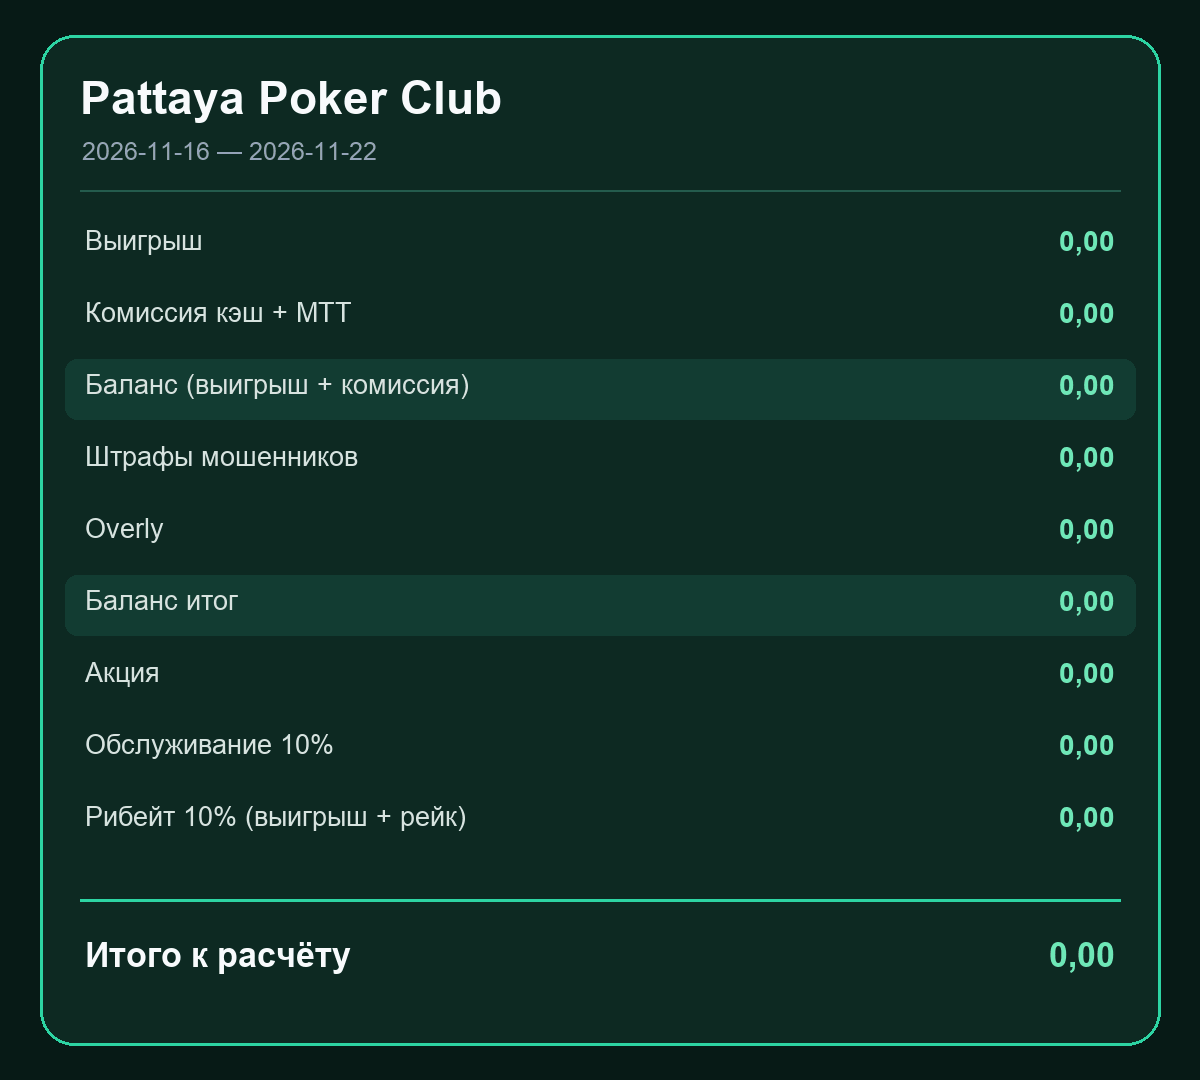 Pattaya Poker Club
2026-11-16 — 2026-11-22
Выигрыш 0,00
Комиссия кэш + МТТ 0,00
Баланс (выигрыш + комиссия) 0,00
Штрафы мошенников 0,00
Overly 0,00
Баланс итог 0,00
Акция 0,00
Обслуживание 10% 0,00
Рибейт 10% (выигрыш + рейк) 0,00
Итого к расчёту 0,00